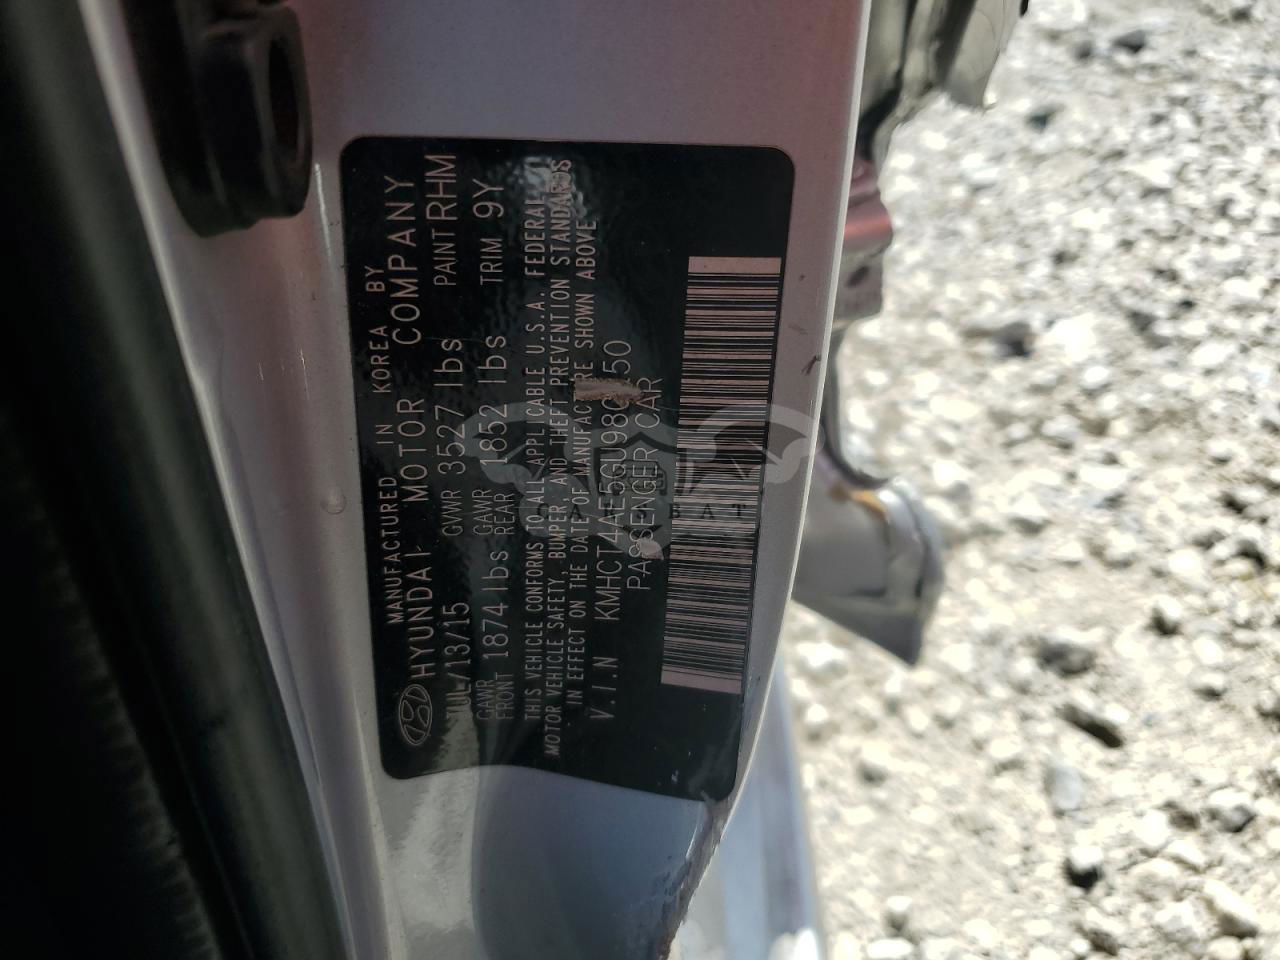 MANUFACTURED IN KOREA BY
HYUNDAI MOTOR COMPANY
JUL/13/15 GVWR 3527 lbs PAINT RHM
GAWR FRONT 1874 lbs GAWR REAR 1852 lbs TRIM 9Y
THIS VEHICLE CONFORMS TO ALL APPLICABLE U.S.A. FEDERAL
MOTOR VEHICLE SAFETY, BUMPER, AND THEFT PREVENTION STANDARDS
IN EFFECT ON THE DATE OF MANUFACTURE SHOWN ABOVE
V.I.N
PASSENGER CAR